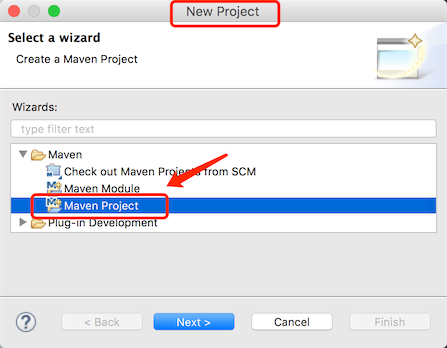 New Project
Select a wizard
Create a Maven Project
Wizards:
type filter text
Maven
Check out Maven Projects from SCM
Maven Module
Maven Project
Plug-in Development
?
< Back
Next >
Cancel
Finish